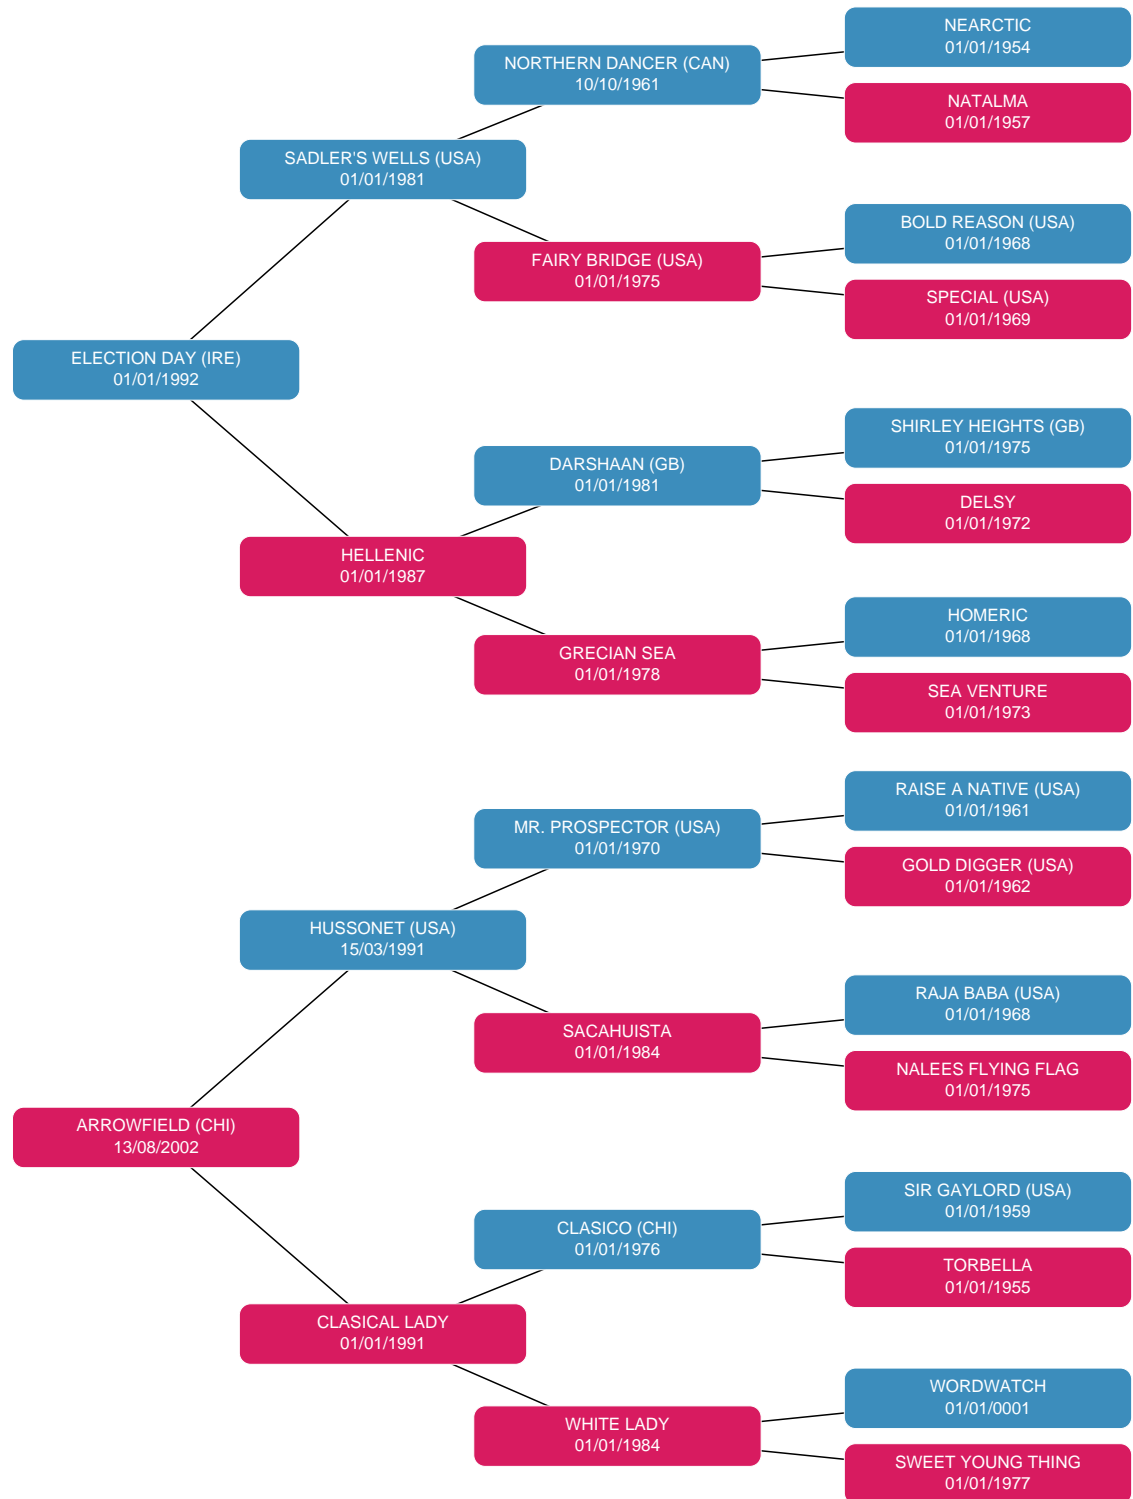 NEARCTIC
01/01/1954
NORTHERN DANCER (CAN)
10/10/1961
NATALMA
01/01/1957
SADLER'S WELLS (USA)
01/01/1981
BOLD REASON (USA)
01/01/1968
FAIRY BRIDGE (USA)
01/01/1975
SPECIAL (USA)
01/01/1969
ELECTION DAY (IRE)
01/01/1992
SHIRLEY HEIGHTS (GB)
01/01/1975
DARSHAAN (GB)
01/01/1981
DELSY
01/01/1972
HELLENIC
01/01/1987
HOMERIC
01/01/1968
GRECIAN SEA
01/01/1978
SEA VENTURE
01/01/1973
RAISE A NATIVE (USA)
01/01/1961
MR. PROSPECTOR (USA)
01/01/1970
GOLD DIGGER (USA)
01/01/1962
HUSSONET (USA)
15/03/1991
RAJA BABA (USA)
01/01/1968
SACAHUISTA
01/01/1984
NALEES FLYING FLAG
01/01/1975
ARROWFIELD (CHI)
13/08/2002
SIR GAYLORD (USA)
01/01/1959
CLASICO (CHI)
01/01/1976
TORBELLA
01/01/1955
CLASICAL LADY
01/01/1991
WORDWATCH
01/01/0001
WHITE LADY
01/01/1984
SWEET YOUNG THING
01/01/1977